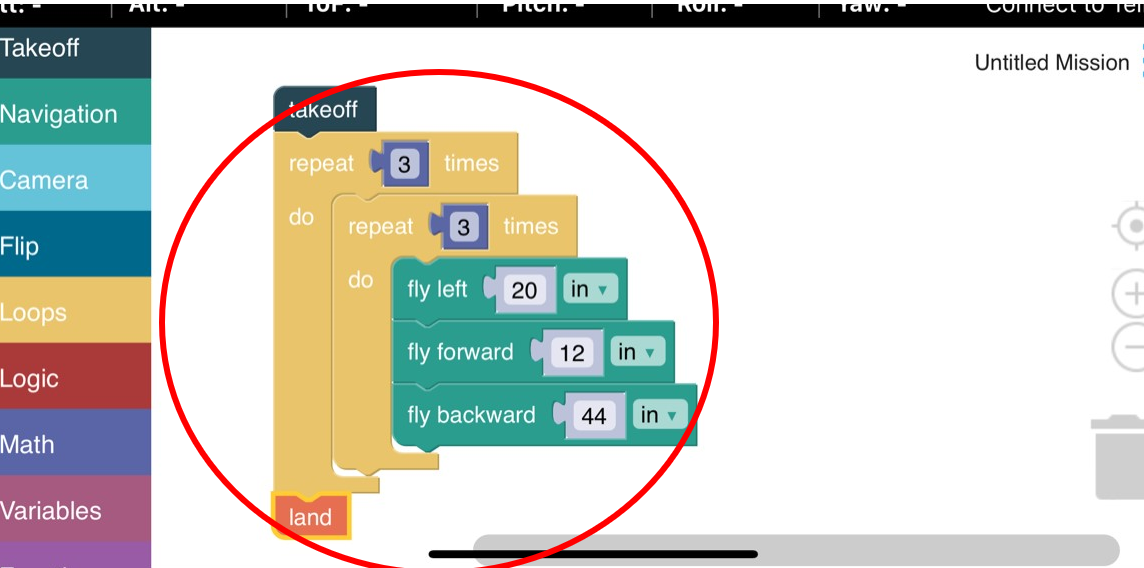 Alt: -
ToF: -
Pitch: -
Roll: -
Yaw: -
Connect to
Takeoff
Untitled Mission
Navigation
Camera
Flip
Loops
Logic
Math
Variables
takeoff
repeat 3 times
do
repeat 3 times
do
fly left 20 in ▾
fly forward 12 in ▾
fly backward 44 in ▾
land